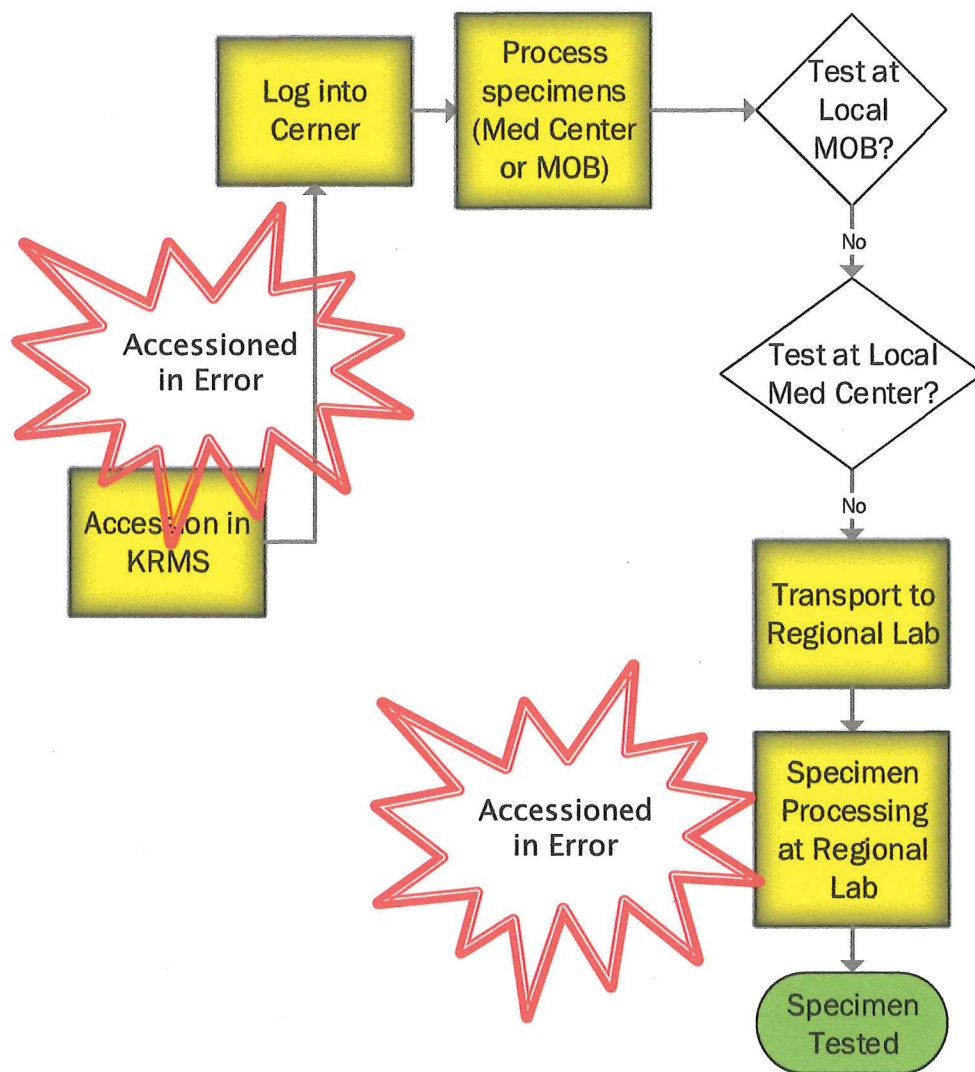 Log into
Cerner
Process
specimens
(Med Center
or MOB)
Test at
Local
MOB?
No
Accessioned
in Error
Test at Local
Med Center?
No
Accession in
KRMS
Transport to
Regional Lab
Accessioned
in Error
Specimen
Processing
at Regional
Lab
Specimen
Tested